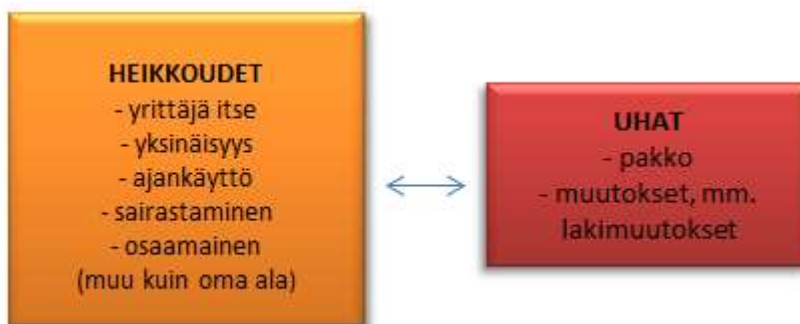 HEIKKOUDET
- yrittäjä itse
- yksinäisyys
- ajankäyttö
- sairastaminen
- osaamainen
(muu kuin oma ala)
UHAT
- pakko
- muutokset, mm.
lakimuutokset